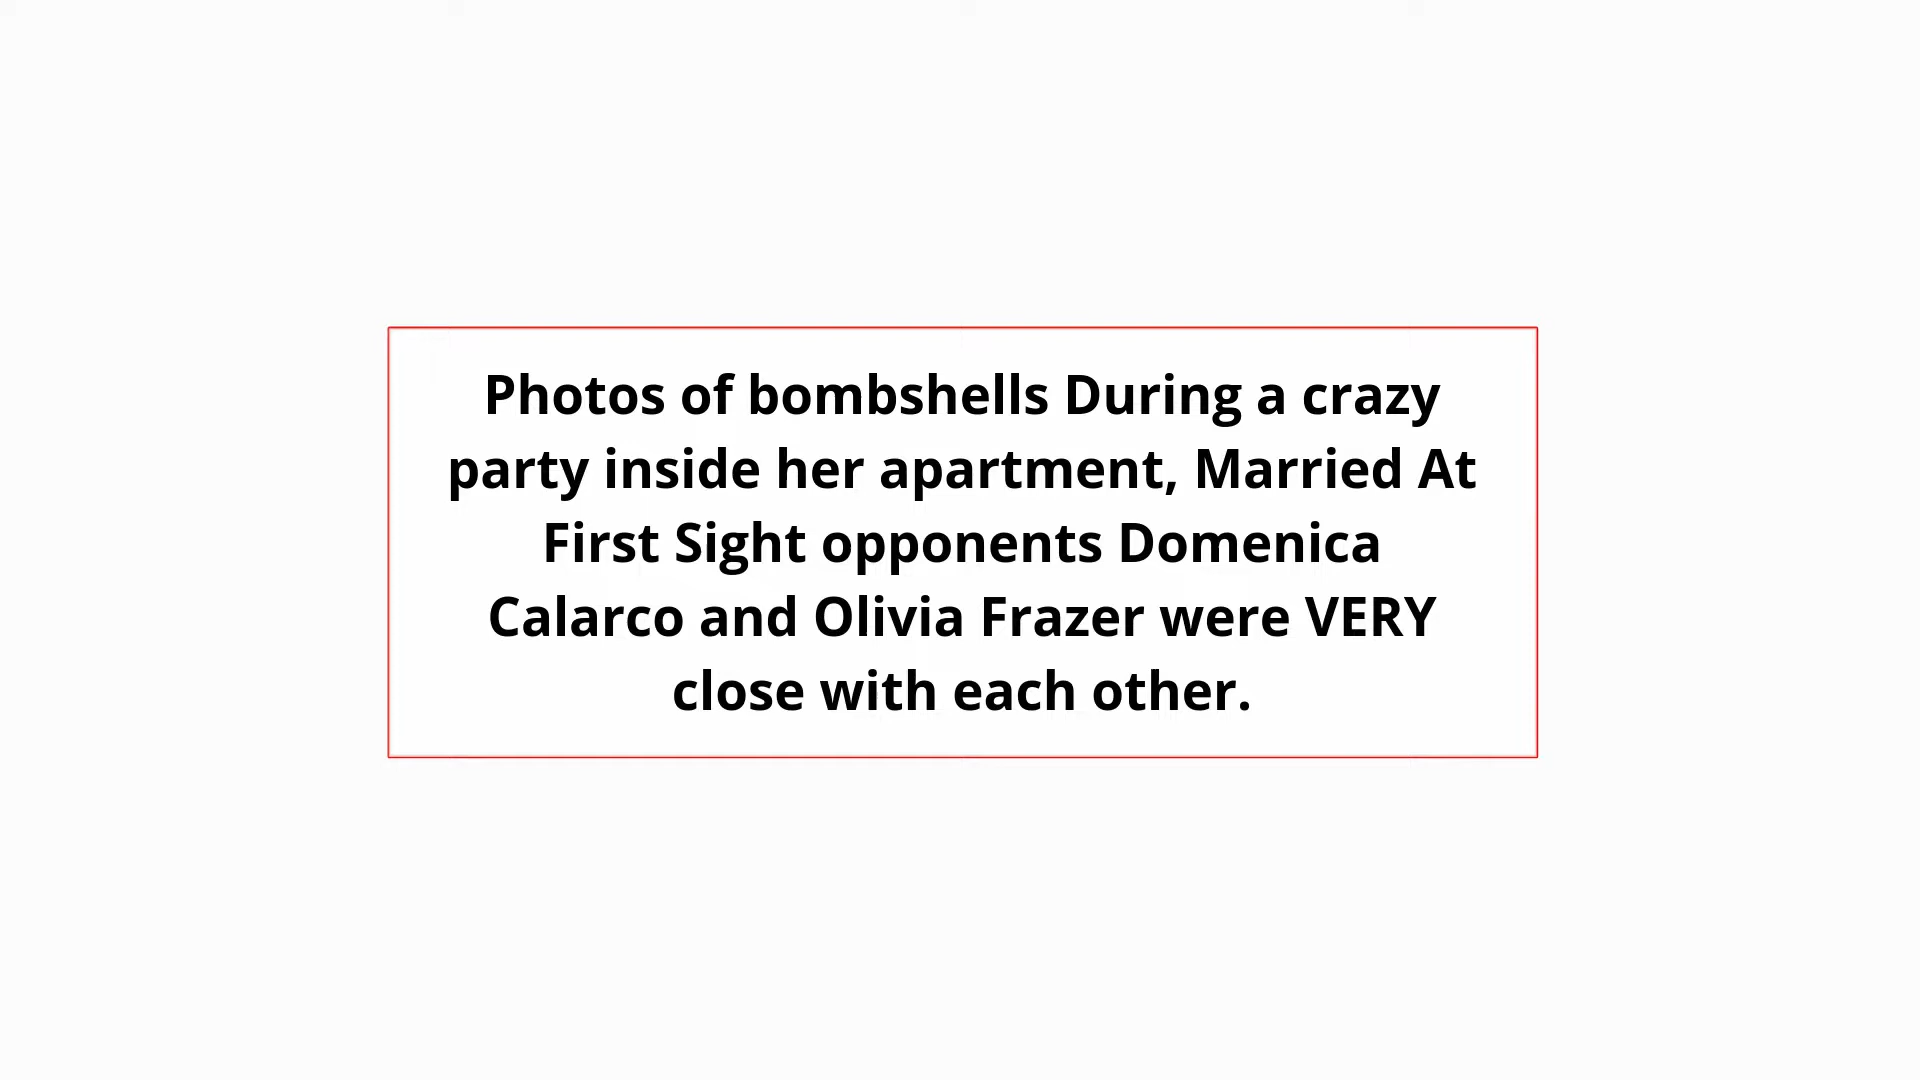 Photos of bombshells During a crazy
party inside her apartment, Married At
First Sight opponents Domenica
Calarco and Olivia Frazer were VERY
close with each other.